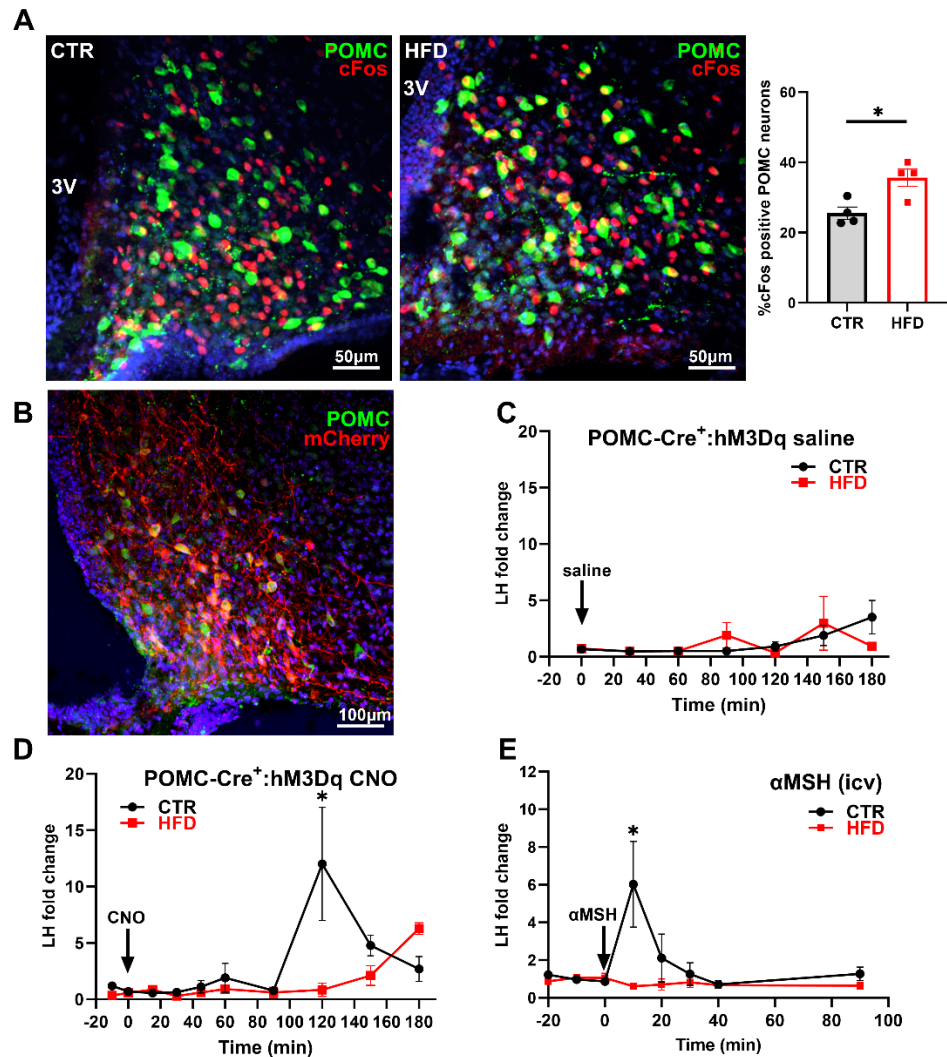 A
CTR
POMC
cFos
3V
50µm
HFD
POMC
cFos
3V
50µm
%cFos positive POMC neurons
60
40
20
0
*
CTR
HFD
B
POMC
mCherry
100µm
C
POMC-Cre⁺:hM3Dq saline
CTR
HFD
LH fold change
20
15
10
5
0
saline
-20 0 20 40 60 80 100 120 140 160 180
Time (min)
D
POMC-Cre⁺:hM3Dq CNO
CTR
HFD
LH fold change
20
15
10
5
0
CNO
*
-20 0 20 40 60 80 100 120 140 160 180
Time (min)
E
αMSH (icv)
CTR
HFD
LH fold change
12
10
8
6
4
2
0
αMSH
*
-20 0 20 40 60 80 100
Time (min)